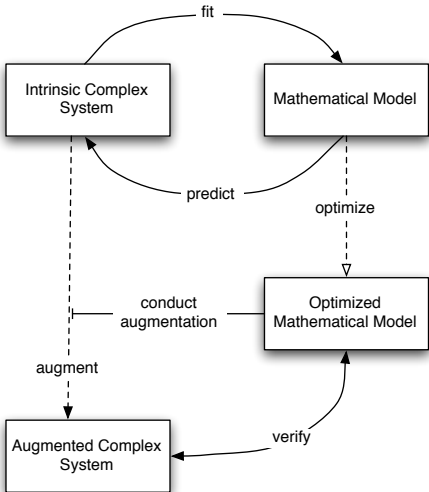 fit
Intrinsic Complex
System
Mathematical Model
predict
optimize
conduct
augmentation
Optimized
Mathematical Model
augment
Augmented Complex
System
verify